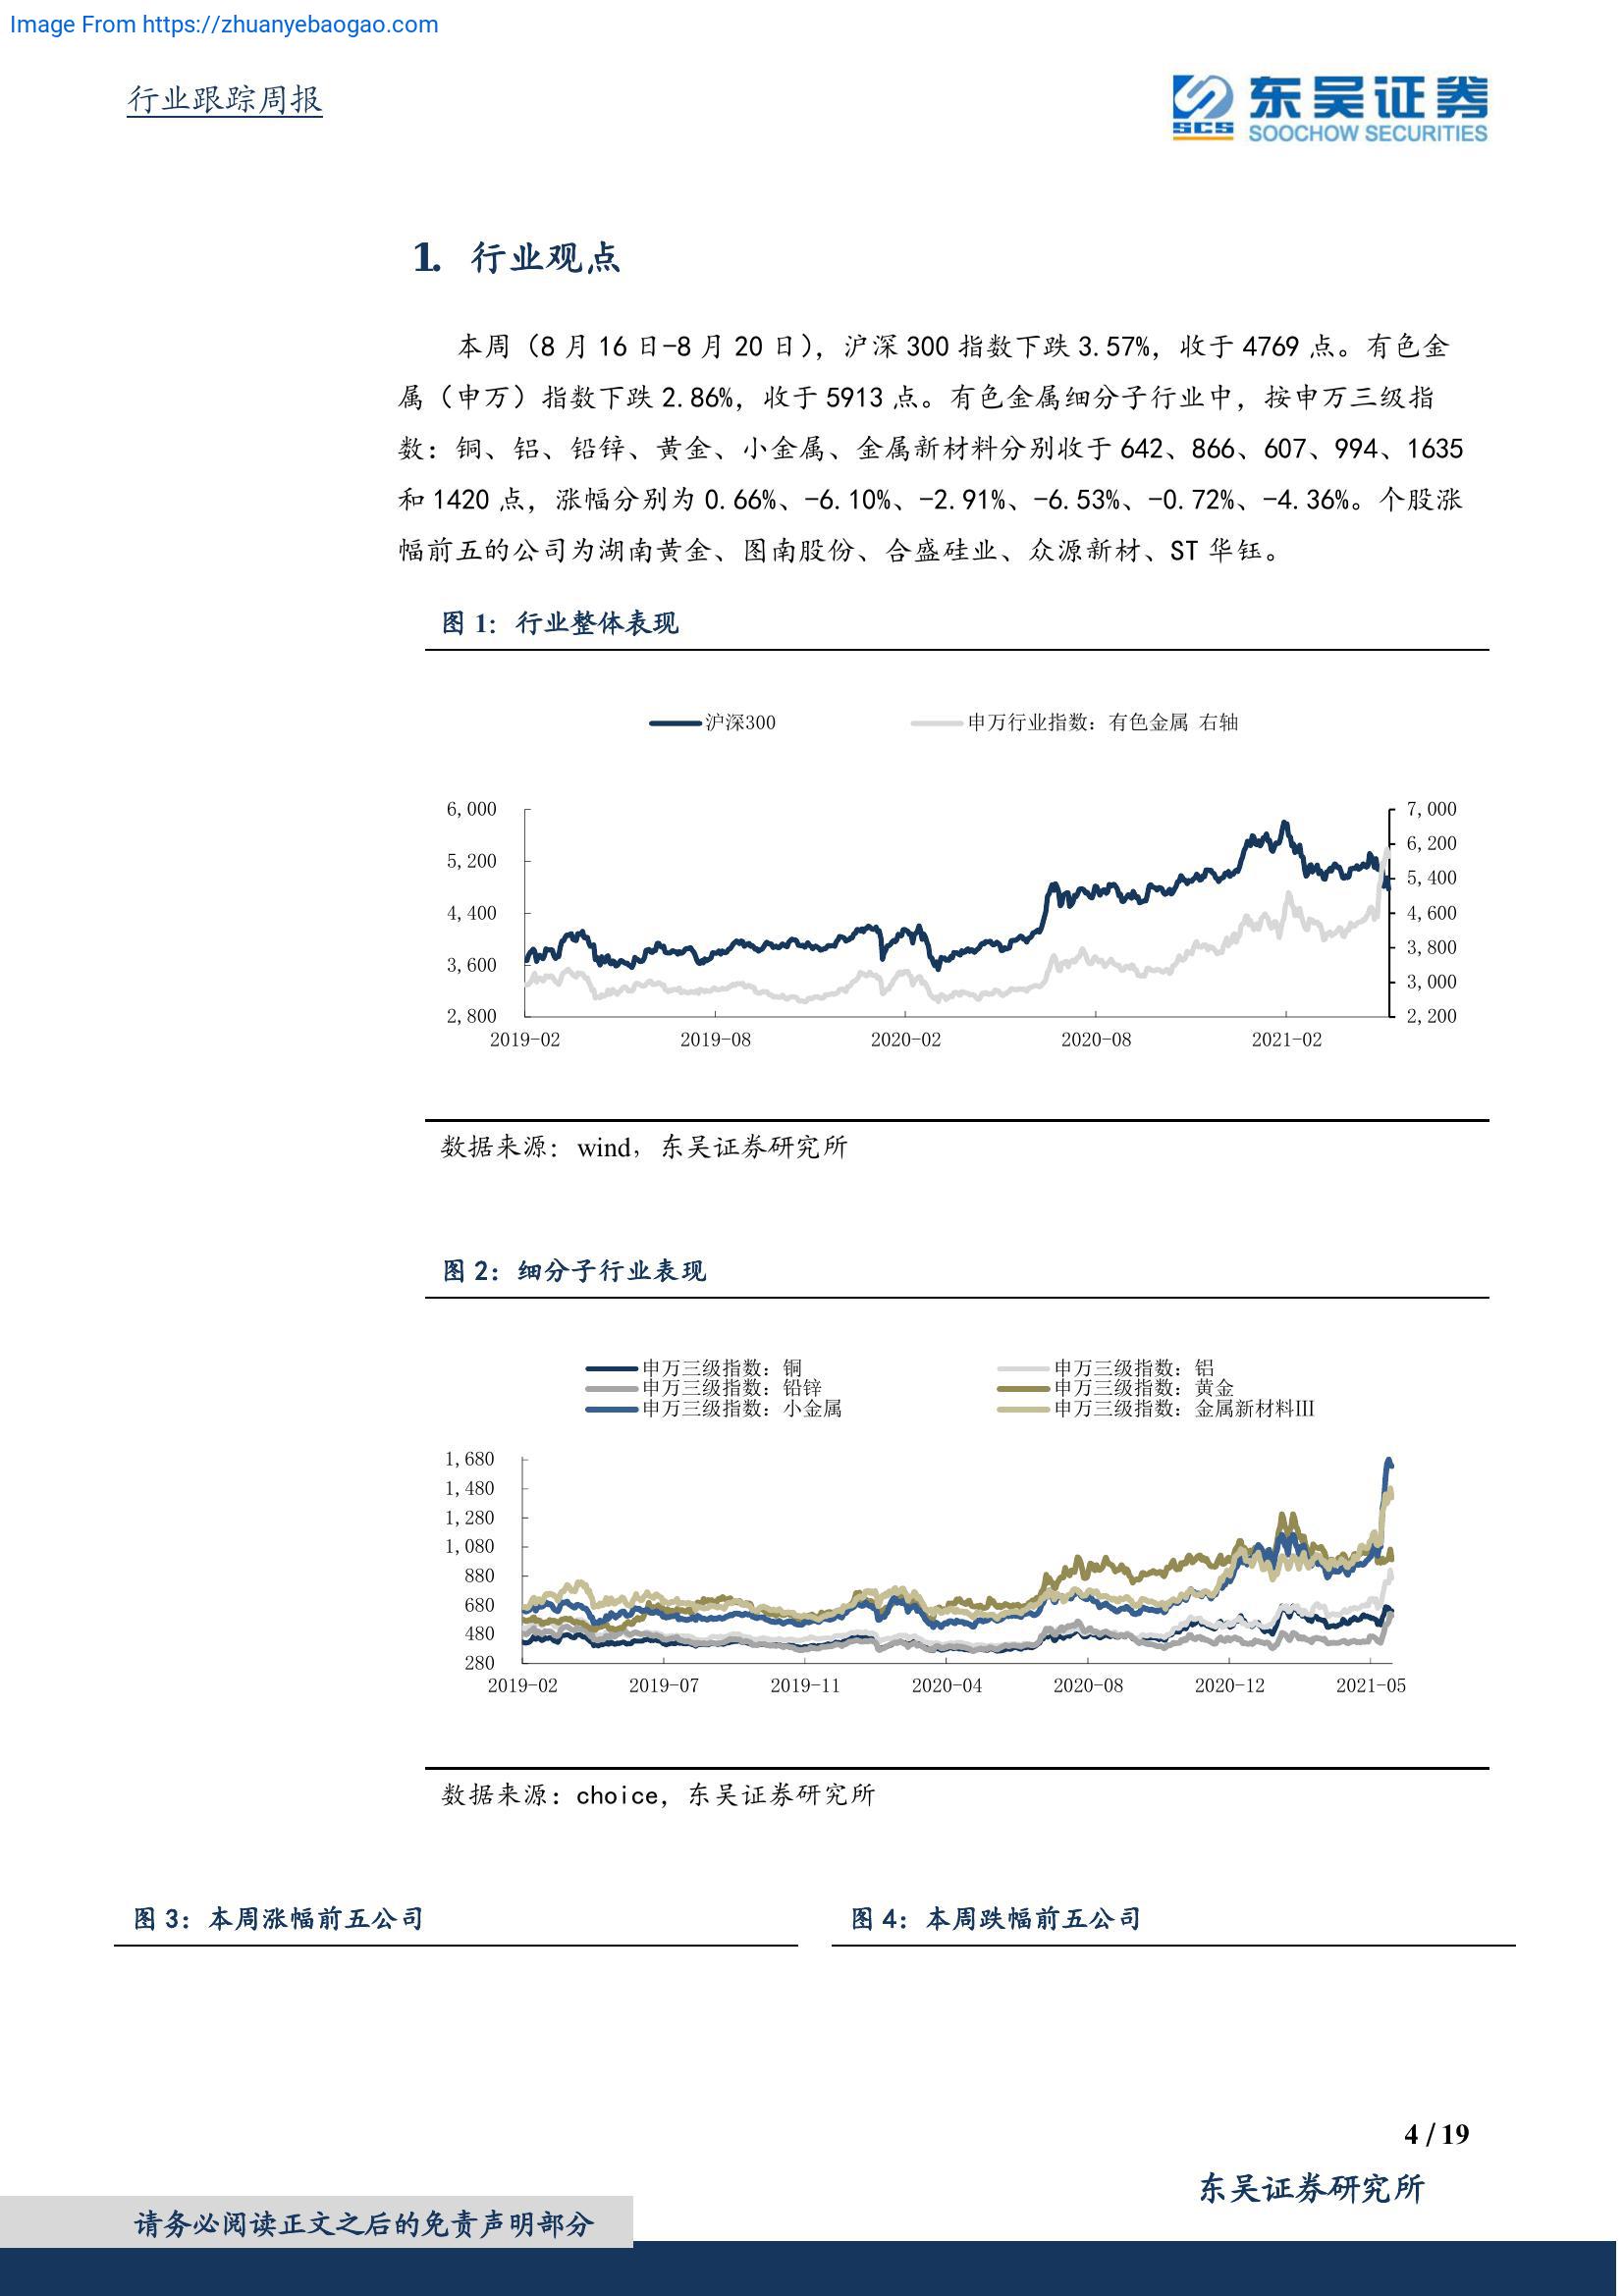 Image From https://zhuanyebaogao.com
行业跟踪周报
SCS
东吴证券
SOOCHOW SECURITIES
1. 行业观点
本周（8 月 16 日-8 月 20 日），沪深 300 指数下跌 3.57%，收于 4769 点。有色金
属（申万）指数下跌 2.86%，收于 5913 点。有色金属细分子行业中，按申万三级指
数：铜、铝、铅锌、黄金、小金属、金属新材料分别收于 642、866、607、994、1635
和 1420 点，涨幅分别为 0.66%、-6.10%、-2.91%、-6.53%、-0.72%、-4.36%。个股涨
幅前五的公司为湖南黄金、图南股份、合盛硅业、众源新材、ST 华钰。
图 1：行业整体表现
沪深300 申万行业指数：有色金属 右轴
6,000 7,000
6,200
5,200
5,400
4,400 4,600
3,800
3,600
3,000
2,800 2,200
2019-02 2019-08 2020-02 2020-08 2021-02
数据来源：wind，东吴证券研究所
图 2：细分子行业表现
申万三级指数：铜 申万三级指数：铝
申万三级指数：铅锌 申万三级指数：黄金
申万三级指数：小金属 申万三级指数：金属新材料III
1,680
1,480
1,280
1,080
880
680
480
280
2019-02 2019-07 2019-11 2020-04 2020-08 2020-12 2021-05
数据来源：choice，东吴证券研究所
图 3：本周涨幅前五公司 图 4：本周跌幅前五公司
4 / 19
东吴证券研究所
请务必阅读正文之后的免责声明部分